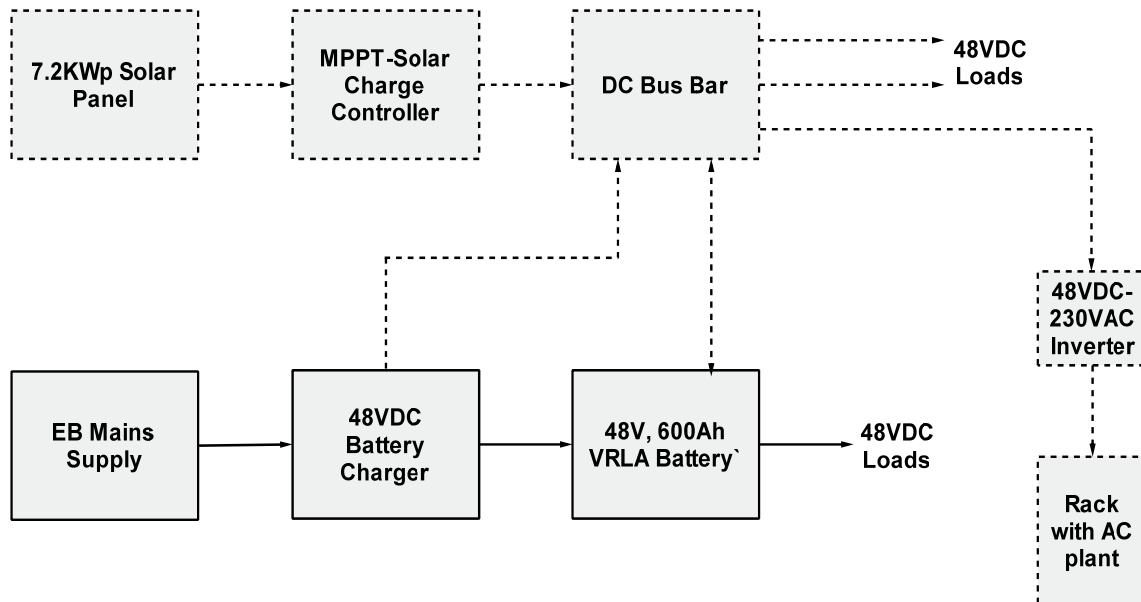 7.2KWp Solar
Panel
MPPT-Solar
Charge
Controller
DC Bus Bar
48VDC
Loads
48VDC-
230VAC
Inverter
EB Mains
Supply
48VDC
Battery
Charger
48V, 600Ah
VRLA Battery`
48VDC
Loads
Rack
with AC
plant